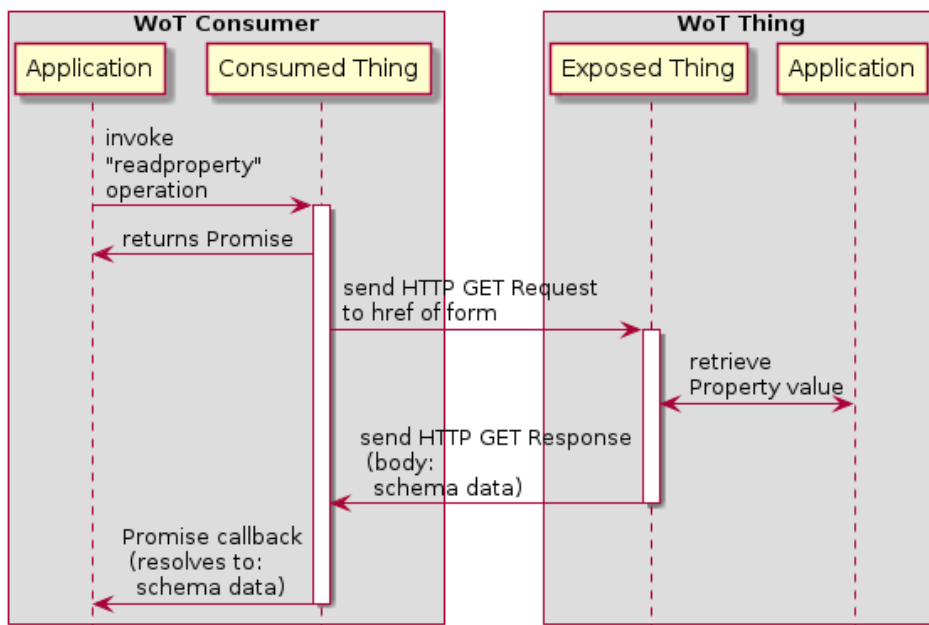 WoT Consumer
WoT Thing
Application
Consumed Thing
Exposed Thing
Application
invoke
"readproperty"
operation
returns Promise
send HTTP GET Request
to href of form
retrieve
Property value
send HTTP GET Response
(body:
schema data)
Promise callback
(resolves to:
schema data)